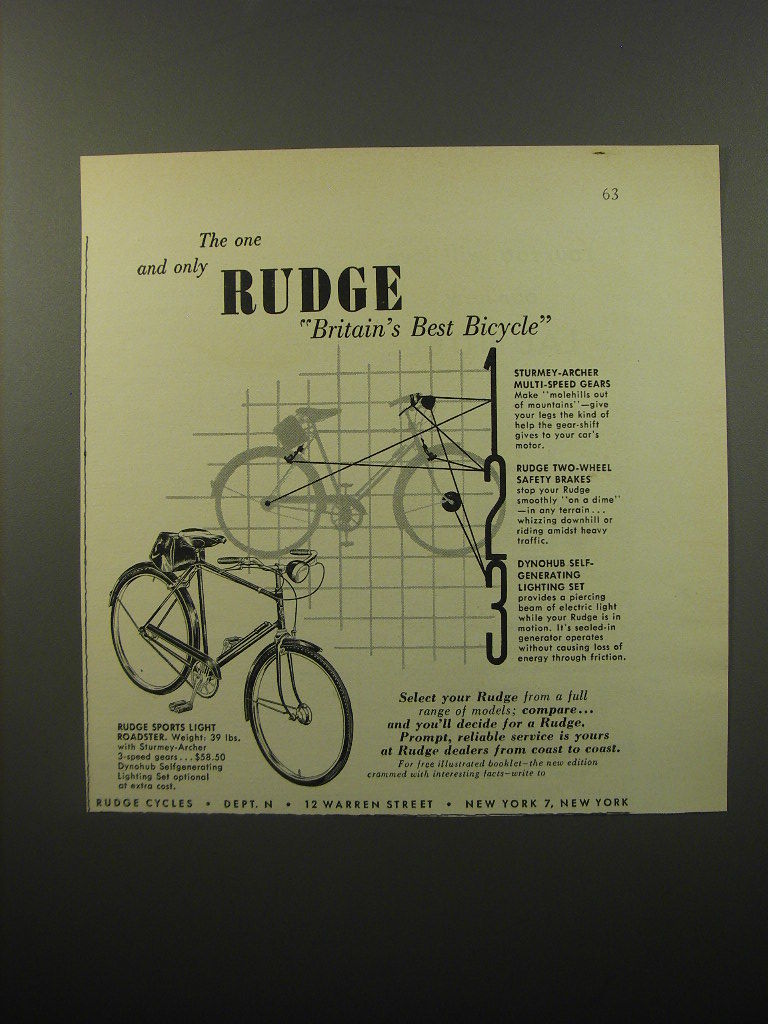 63
The one
and only
RUDGE
"Britain's Best Bicycle"
1
STURMEY-ARCHER
MULTI-SPEED GEARS
Make "molehills out
of mountains"—give
your legs the kind of
help the gear-shift
gives to your car's
motor.
2
RUDGE TWO-WHEEL
SAFETY BRAKES
stop your Rudge
smoothly "on a dime"
—in any terrain...
whizzing downhill or
riding amidst heavy
traffic.
3
DYNOHUB SELF-
GENERATING
LIGHTING SET
provides a piercing
beam of electric light
while your Rudge is in
motion. It's sealed-in
generator operates
without causing loss of
energy through friction.
RUDGE SPORTS LIGHT
ROADSTER. Weight: 39 lbs.
with Sturmey-Archer
3-speed gears...$58.50
Dynohub Selfgenerating
Lighting Set optional
at extra cost.
Select your Rudge from a full
range of models; compare...
and you'll decide for a Rudge.
Prompt, reliable service is yours
at Rudge dealers from coast to coast.
For free illustrated booklet—the new edition
crammed with interesting facts—write to
RUDGE CYCLES • DEPT. N • 12 WARREN STREET • NEW YORK 7, NEW YORK